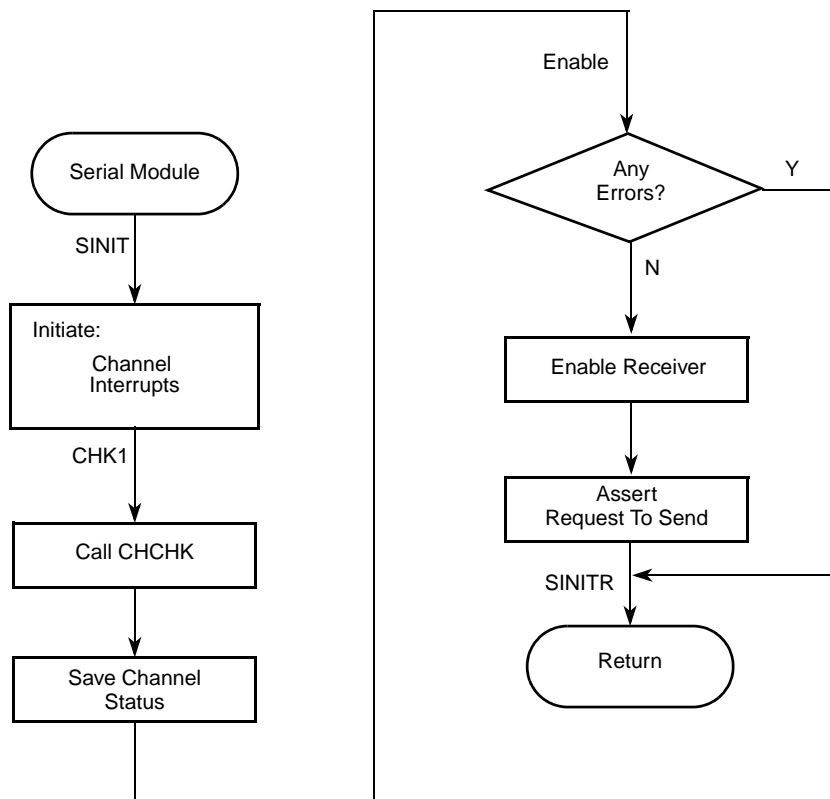 Serial Module
SINIT
Initiate:
Channel
Interrupts
CHK1
Call CHCHK
Save Channel
Status
Enable
Any
Errors?
Y
N
Enable Receiver
Assert
Request To Send
SINITR
Return